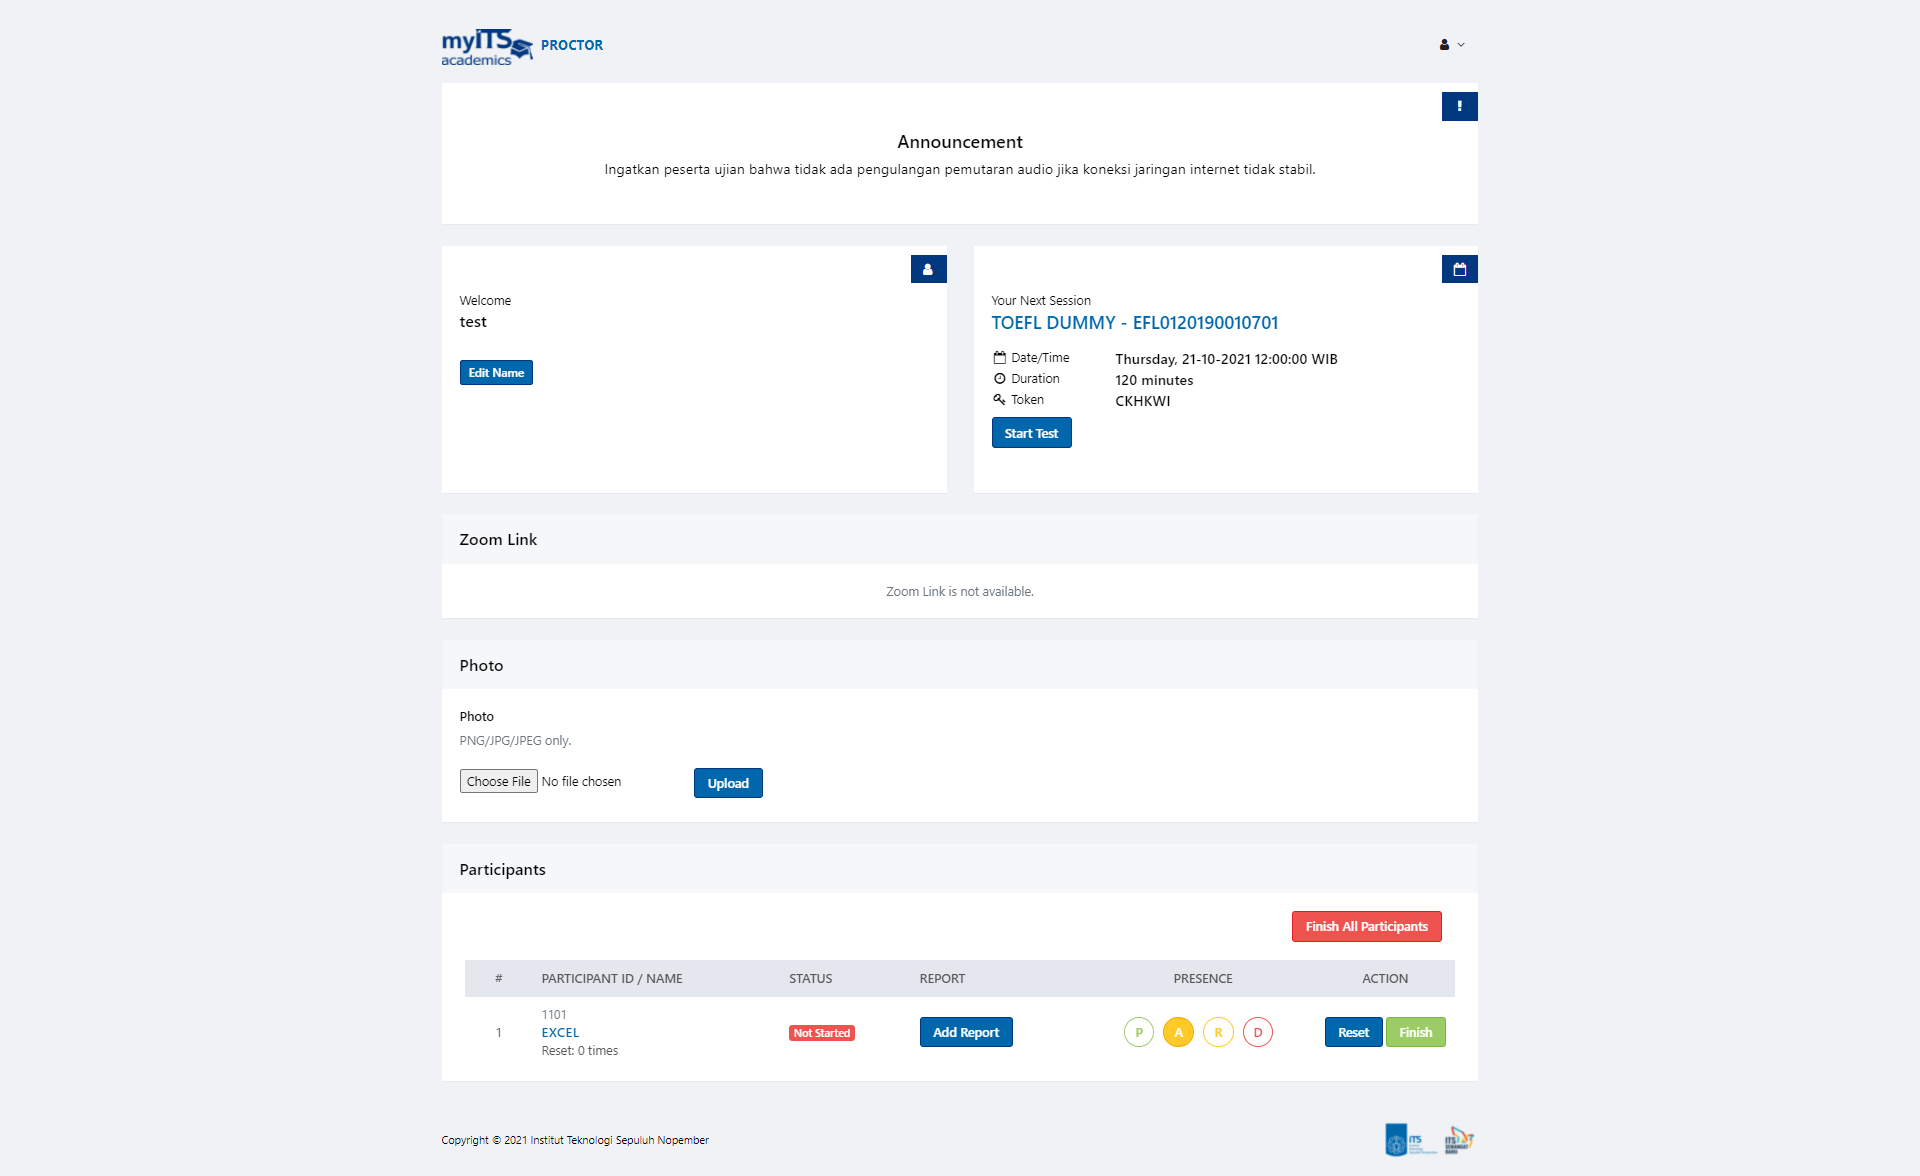 myITS
academics
PROCTOR
Announcement
Ingatkan peserta ujian bahwa tidak ada pengulangan pemutaran audio jika koneksi jaringan internet tidak stabil.
Welcome
test
Edit Name
Your Next Session
TOEFL DUMMY - EFL0120190010701
Date/Time Thursday, 21-10-2021 12:00:00 WIB
Duration 120 minutes
Token CKHKWI
Start Test
Zoom Link
Zoom Link is not available.
Photo
Photo
PNG/JPG/JPEG only.
Choose File No file chosen Upload
Participants
Finish All Participants
# PARTICIPANT ID / NAME STATUS REPORT PRESENCE ACTION
1101
1 EXCEL Not Started Add Report P A R D Reset Finish
Reset: 0 times
Copyright © 2021 Institut Teknologi Sepuluh Nopember
ITS
ITS